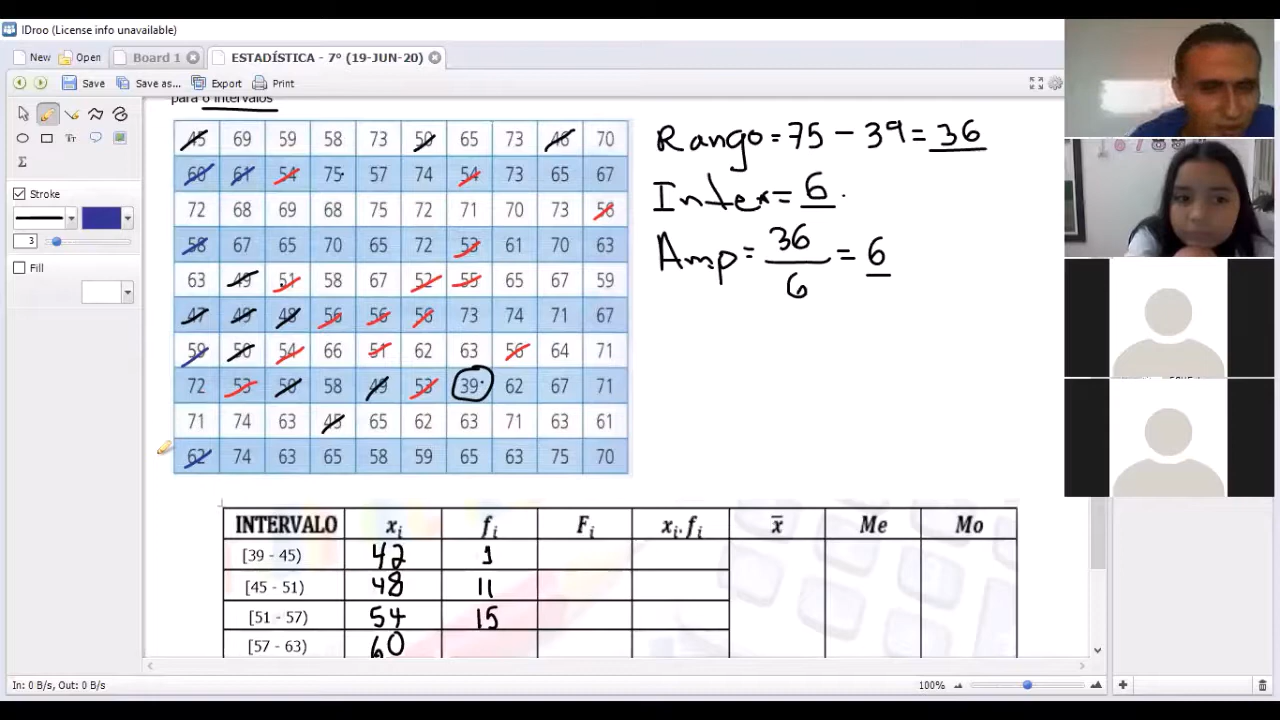 IDroo (License info unavailable)
New Open Board 1 ESTADÍSTICA - 7º (19-JUN-20)
Save Save as... Export Print
para 6 intervalos
Stroke
3
Fill
45 69 59 58 73 50 65 73 46 70
60 61 54 75 57 74 54 73 65 67
72 68 69 68 75 72 71 70 73 56
58 67 65 70 65 72 53 61 70 63
63 49 51 58 67 52 55 65 67 59
47 49 48 56 56 56 73 74 71 67
59 50 54 66 51 62 63 56 64 71
72 53 50 58 49 53 39 62 67 71
71 74 63 45 65 62 63 71 63 61
62 74 63 65 58 59 65 63 75 70
Rango = 75 - 39 = 36
Inter = 6
Amp = 36/6 = 6
INTERVALO xi fi Fi xi.fi x̅ Me Mo
[39 - 45) 42 1
[45 - 51) 48 11
[51 - 57) 54 15
[57 - 63) 60
In: 0 B/s, Out: 0 B/s 100%